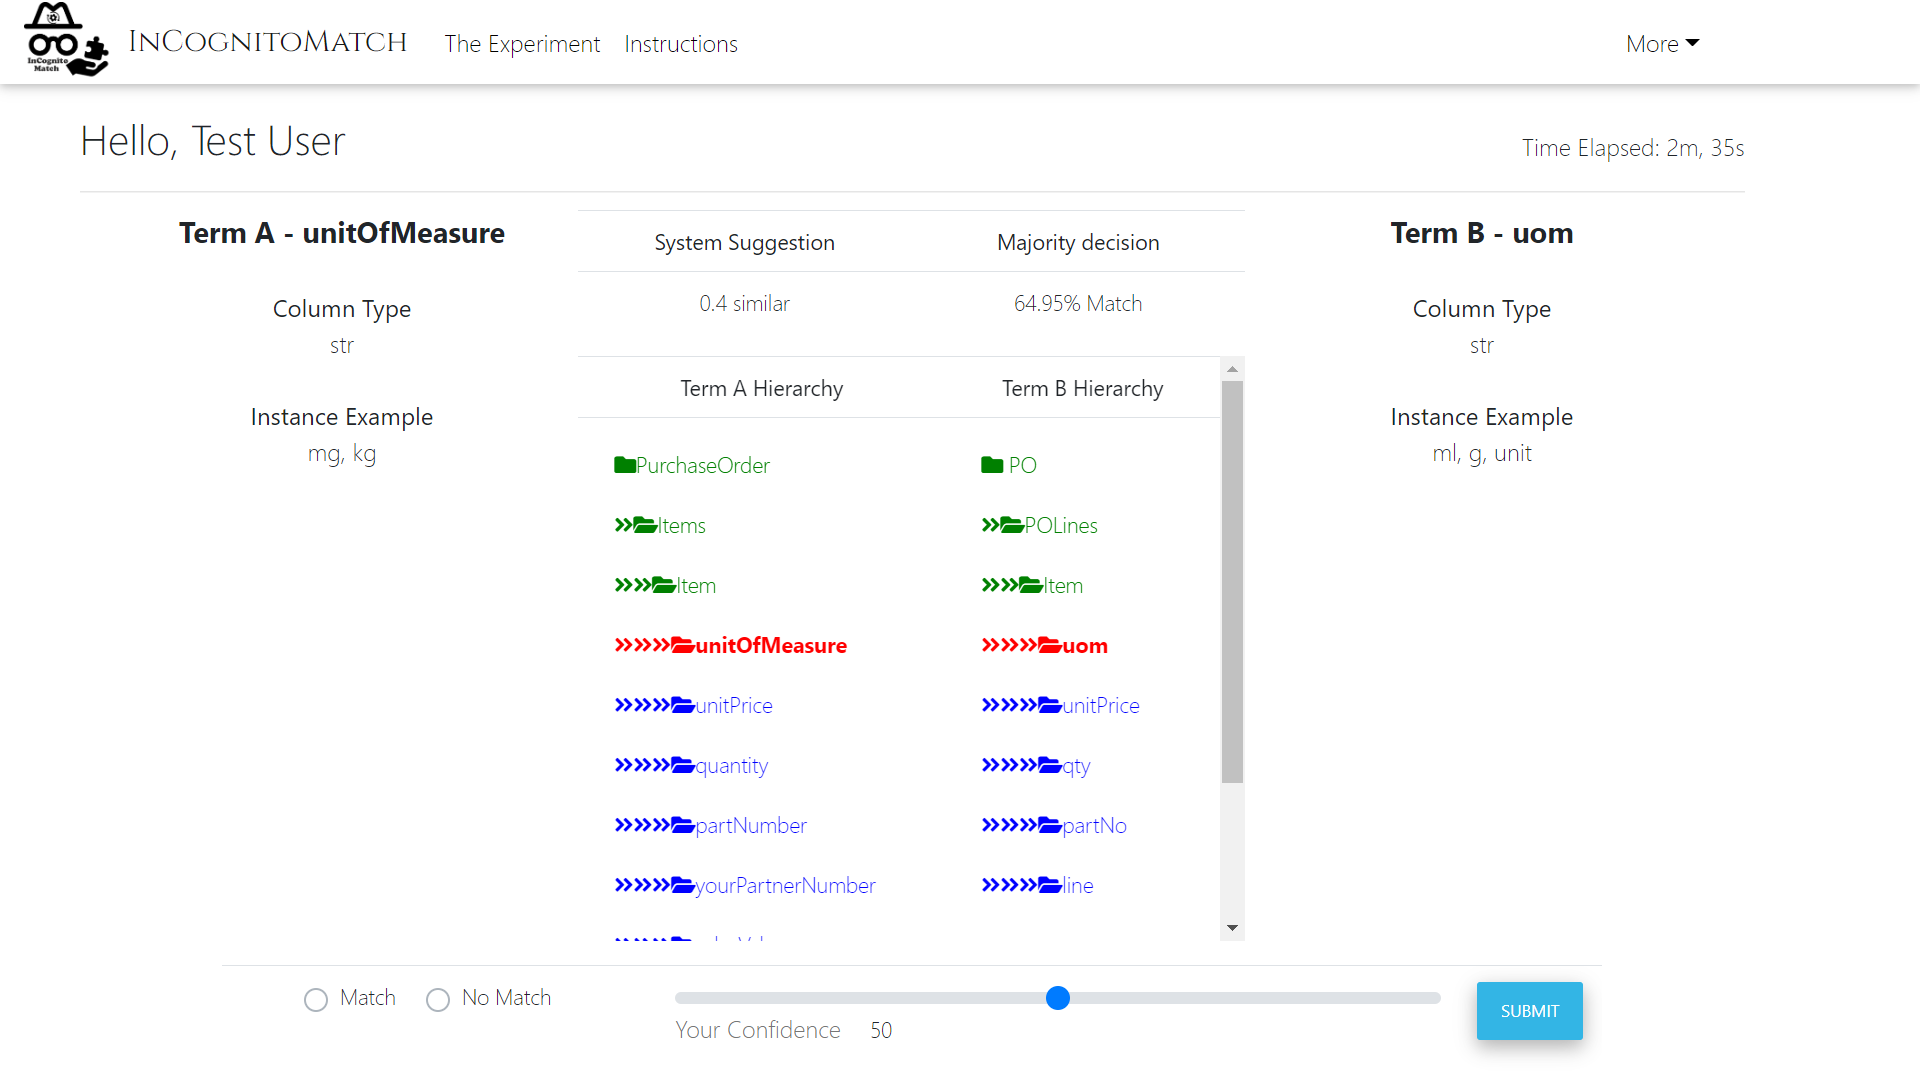 InCognito
Match
InCognitoMatch
The Experiment
Instructions
More
Hello, Test User
Time Elapsed: 2m, 35s
Term A - unitOfMeasure
Column Type
str
Instance Example
mg, kg
System Suggestion
Majority decision
0.4 similar
64.95% Match
Term A Hierarchy
Term B Hierarchy
PurchaseOrder
PO
Items
POLines
Item
Item
unitOfMeasure
uom
unitPrice
unitPrice
quantity
qty
partNumber
partNo
yourPartnerNumber
line
Term B - uom
Column Type
str
Instance Example
ml, g, unit
Match
No Match
Your Confidence
50
SUBMIT